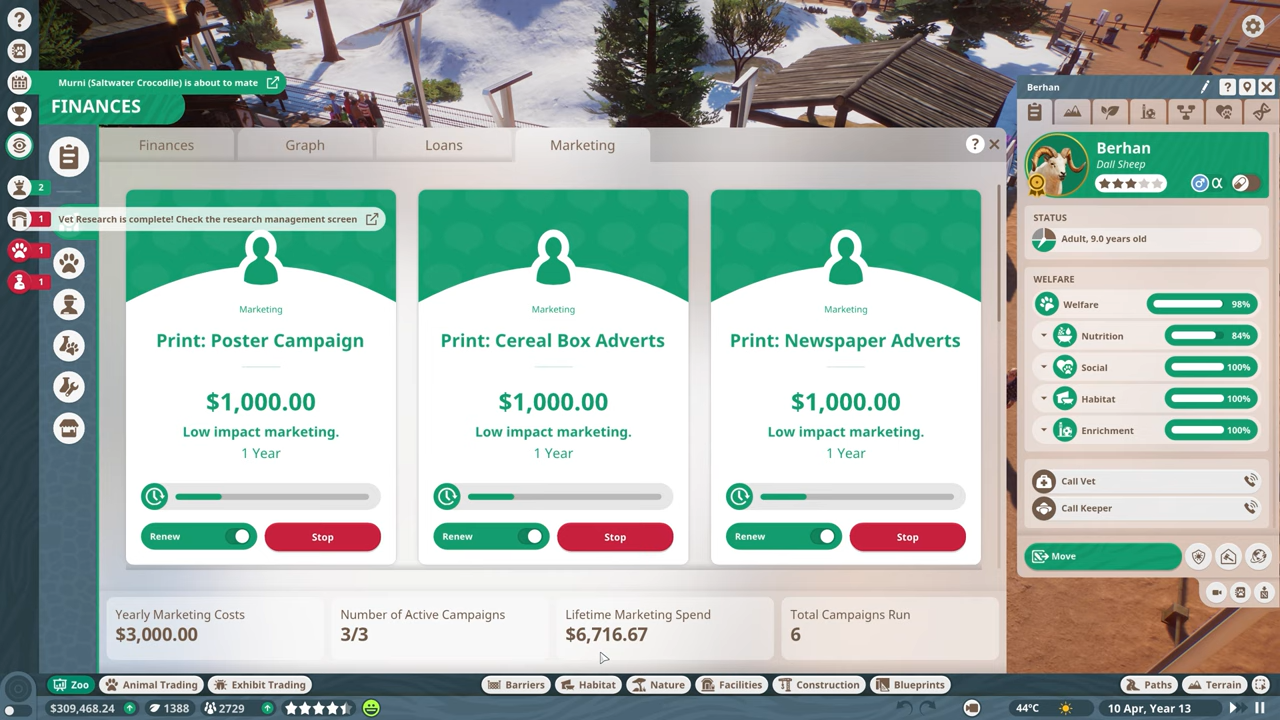 Murni (Saltwater Crocodile) is about to mate
FINANCES
Finances
Graph
Loans
Marketing
?
2
1
Vet Research is complete! Check the research management screen
1
1
Marketing
Print: Poster Campaign
$1,000.00
Low impact marketing.
1 Year
Renew
Stop
Marketing
Print: Cereal Box Adverts
$1,000.00
Low impact marketing.
1 Year
Renew
Stop
Marketing
Print: Newspaper Adverts
$1,000.00
Low impact marketing.
1 Year
Renew
Stop
Yearly Marketing Costs
$3,000.00
Number of Active Campaigns
3/3
Lifetime Marketing Spend
$6,716.67
Total Campaigns Run
6
Berhan
?
Berhan
Dall Sheep
α
STATUS
Adult, 9.0 years old
WELFARE
Welfare 98%
Nutrition 84%
Social 100%
Habitat 100%
Enrichment 100%
Call Vet
Call Keeper
Move
Zoo
Animal Trading
Exhibit Trading
Barriers
Habitat
Nature
Facilities
Construction
Blueprints
Paths
Terrain
$309,468.24
1388
2729
44°C
10 Apr, Year 13